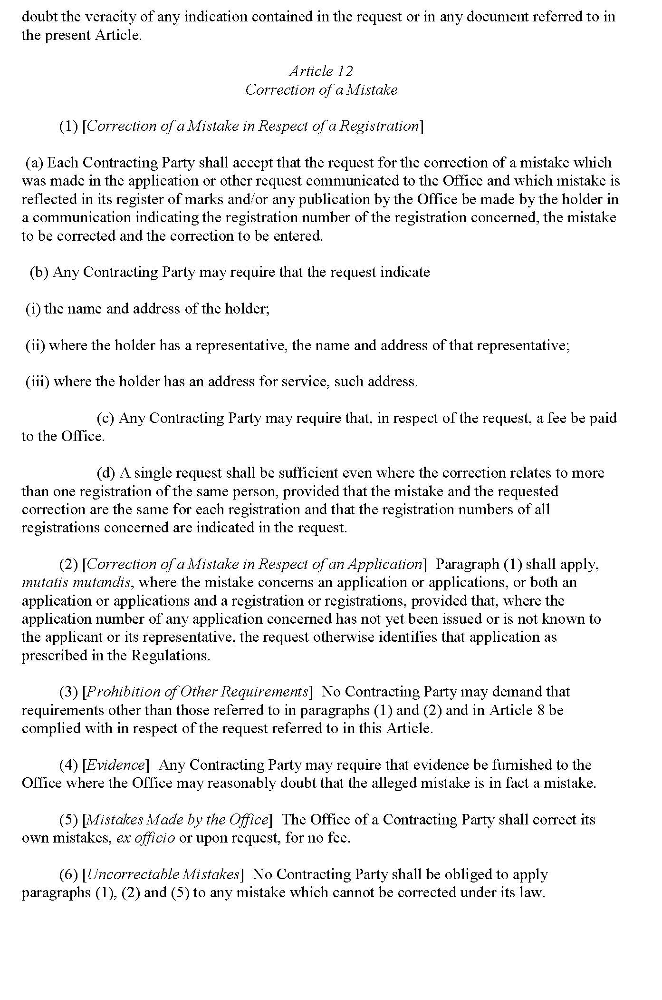 doubt the veracity of any indication contained in the request or in any document referred to in
the present Article.
Article 12
Correction of a Mistake
(1) [Correction of a Mistake in Respect of a Registration]
(a) Each Contracting Party shall accept that the request for the correction of a mistake which
was made in the application or other request communicated to the Office and which mistake is
reflected in its register of marks and/or any publication by the Office be made by the holder in
a communication indicating the registration number of the registration concerned, the mistake
to be corrected and the correction to be entered.
(b) Any Contracting Party may require that the request indicate
(i) the name and address of the holder;
(ii) where the holder has a representative, the name and address of that representative;
(iii) where the holder has an address for service, such address.
(c) Any Contracting Party may require that, in respect of the request, a fee be paid
to the Office.
(d) A single request shall be sufficient even where the correction relates to more
than one registration of the same person, provided that the mistake and the requested
correction are the same for each registration and that the registration numbers of all
registrations concerned are indicated in the request.
(2) [Correction of a Mistake in Respect of an Application] Paragraph (1) shall apply,
mutatis mutandis, where the mistake concerns an application or applications, or both an
application or applications and a registration or registrations, provided that, where the
application number of any application concerned has not yet been issued or is not known to
the applicant or its representative, the request otherwise identifies that application as
prescribed in the Regulations.
(3) [Prohibition of Other Requirements] No Contracting Party may demand that
requirements other than those referred to in paragraphs (1) and (2) and in Article 8 be
complied with in respect of the request referred to in this Article.
(4) [Evidence] Any Contracting Party may require that evidence be furnished to the
Office where the Office may reasonably doubt that the alleged mistake is in fact a mistake.
(5) [Mistakes Made by the Office] The Office of a Contracting Party shall correct its
own mistakes, ex officio or upon request, for no fee.
(6) [Uncorrectable Mistakes] No Contracting Party shall be obliged to apply
paragraphs (1), (2) and (5) to any mistake which cannot be corrected under its law.